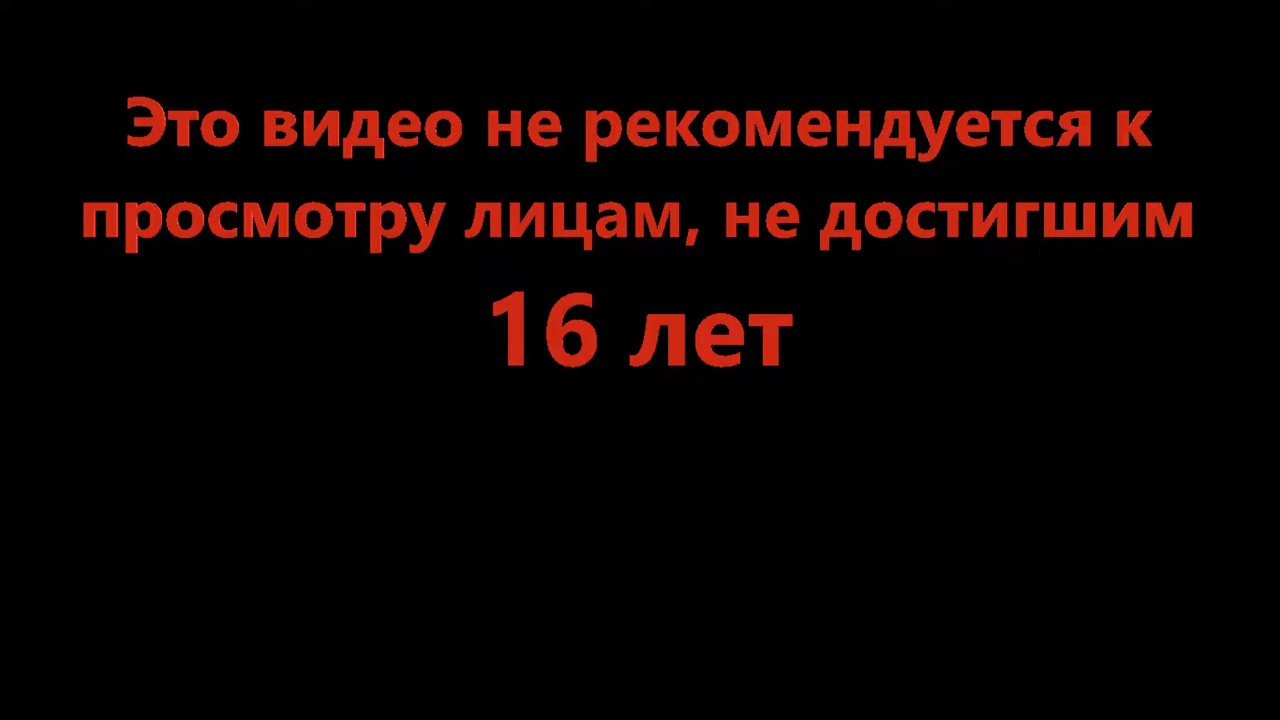 Это видео не рекомендуется к
просмотру лицам, не достигшим
16 лет